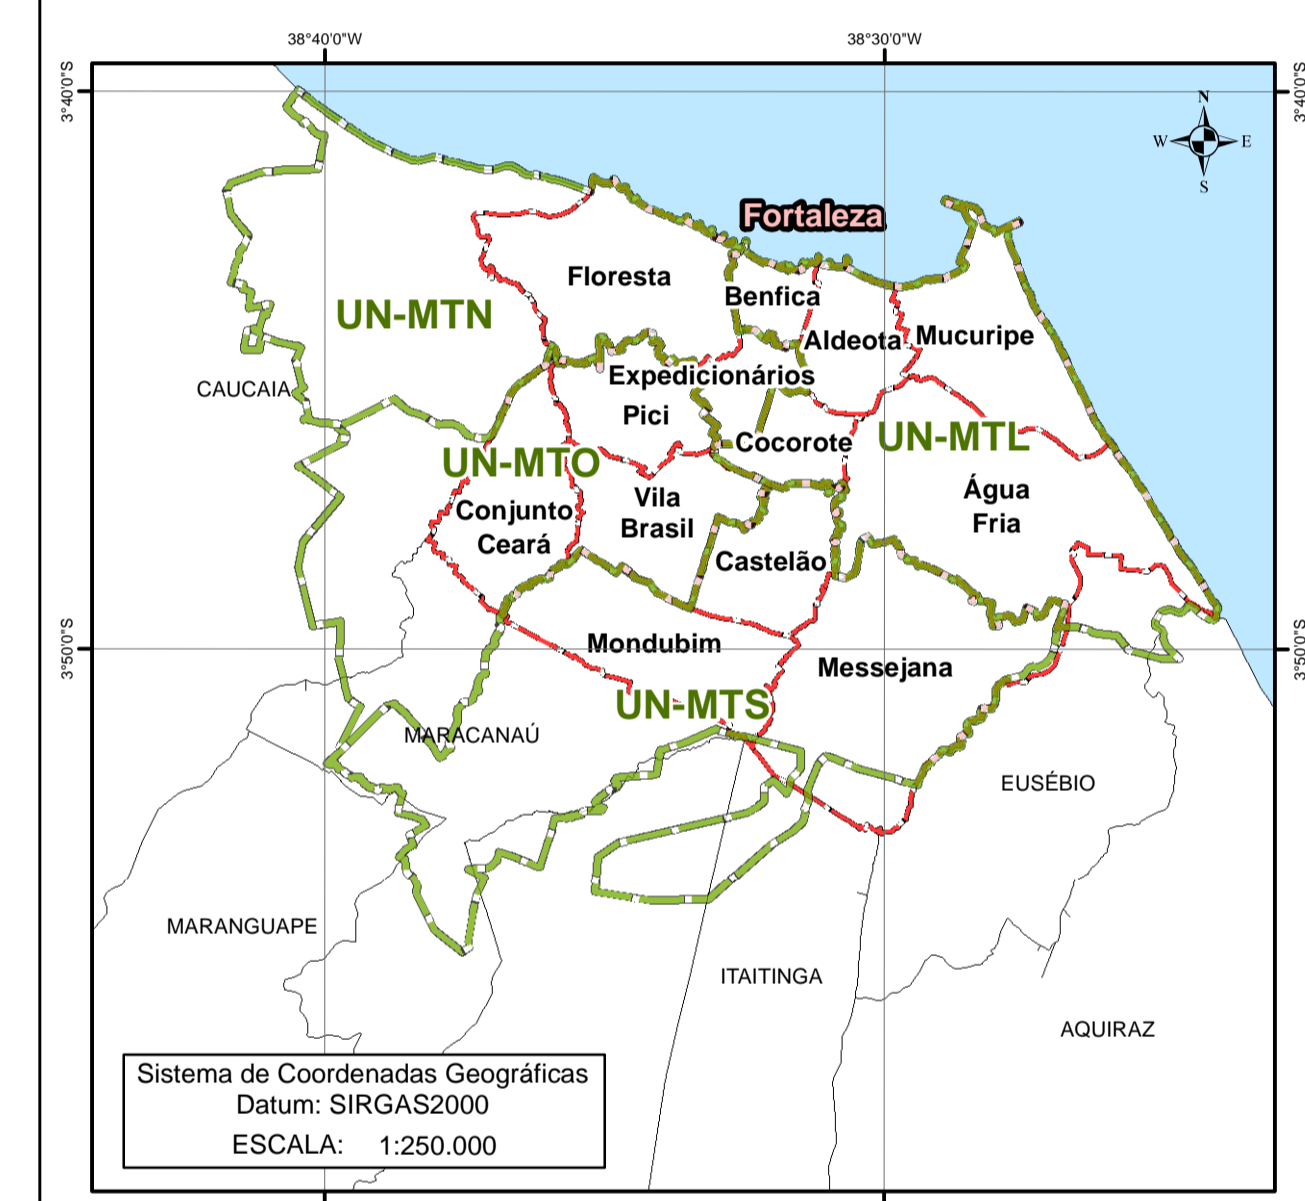 38°40'0"W
38°30'0"W
3°40'0"S
3°40'0"S
N
W
E
S
Fortaleza
Floresta
Benfica
UN-MTN
Aldeota
Mucuripe
Expedicionários
CAUCAIA
Pici
Cocorote
UN-MTL
UN-MTO
Água
Fria
Vila
Brasil
Conjunto
Ceará
Castelão
3°50'0"S
3°50'0"S
Mondubim
Messejana
UN-MTS
MARACANAÚ
EUSÉBIO
MARANGUAPE
ITAITINGA
AQUIRAZ
Sistema de Coordenadas Geográficas
Datum: SIRGAS2000
ESCALA: 1:250.000